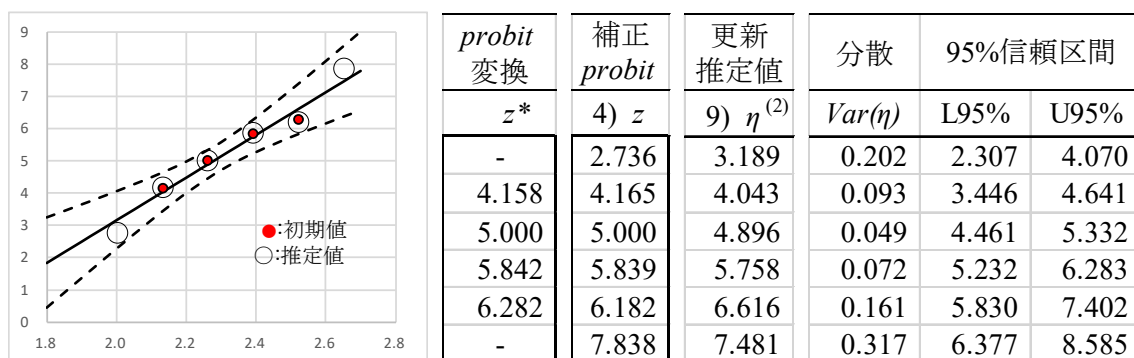 9
8
7
6
5
4
3
2
1
0
1.8 2.0 2.2 2.4 2.6 2.8
●:初期値
○:推定値
probit 補正 更新 分散 95%信頼区間
変換 probit 推定値
z* 4) z 9) η(2) Var(η) L95% U95%
- 2.736 3.189 0.202 2.307 4.070
4.158 4.165 4.043 0.093 3.446 4.641
5.000 5.000 4.896 0.049 4.461 5.332
5.842 5.839 5.758 0.072 5.232 6.283
6.282 6.182 6.616 0.161 5.830 7.402
- 7.838 7.481 0.317 6.377 8.585